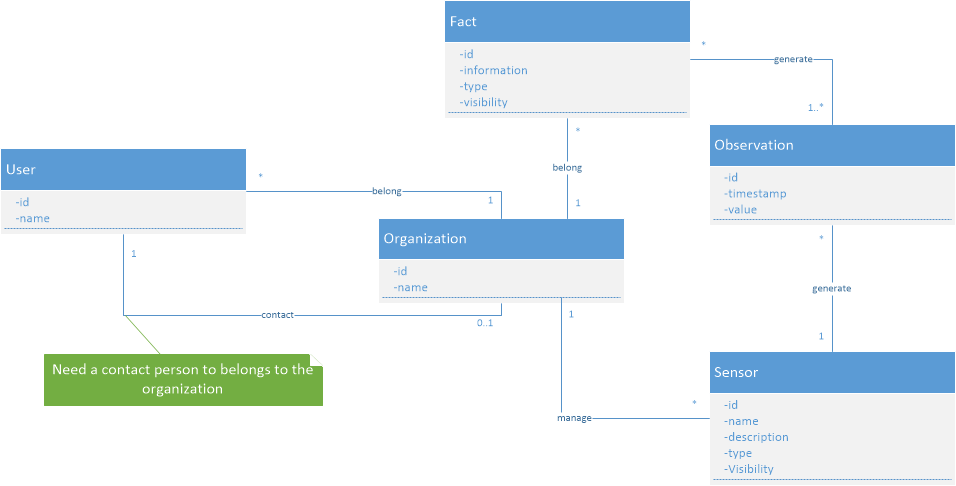 Fact
-id
-information
-type
-visibility
*
generate
1..*
Observation
-id
-timestamp
-value
*
belong
1
User
-id
-name
*
belong
1
Organization
-id
-name
*
generate
1
1
contact
0..1
1
Need a contact person to belongs to the
organization
manage
*
Sensor
-id
-name
-description
-type
-Visibility